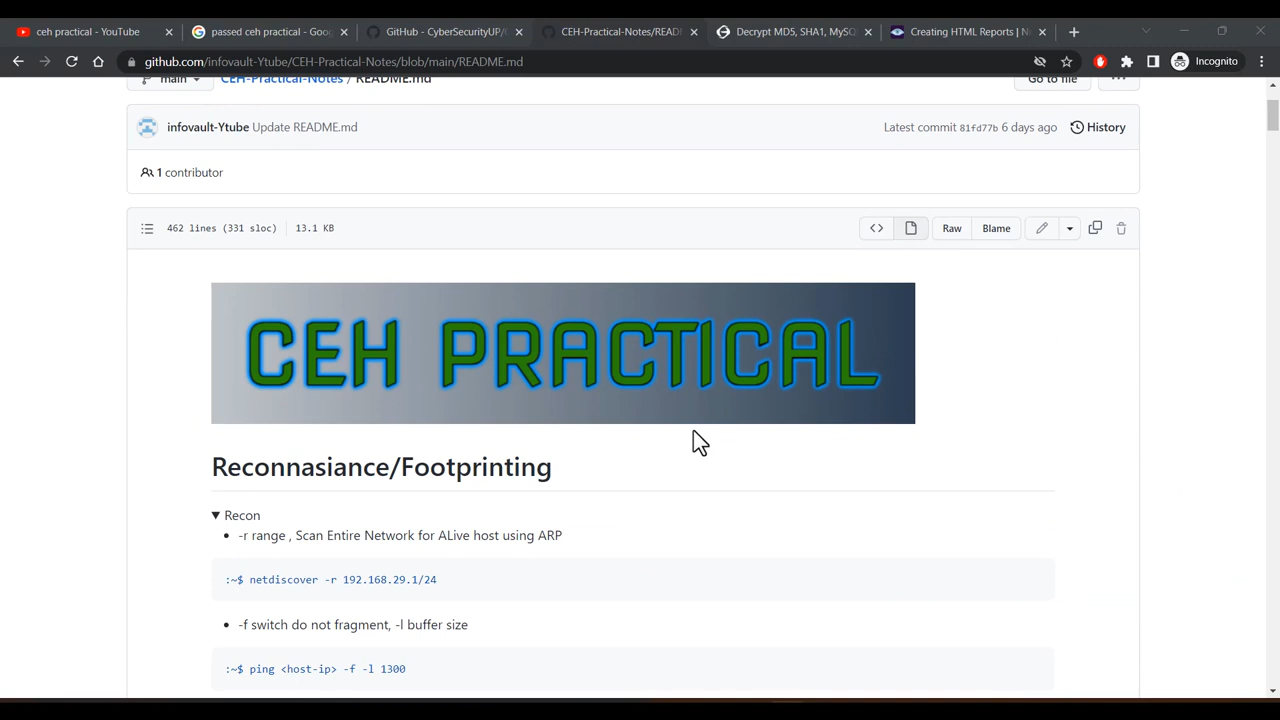 ceh practical - YouTube
passed ceh practical - Goo
GitHub - CyberSecurityUP/
CEH-Practical-Notes/READ
Decrypt MD5, SHA1, MySQ
Creating HTML Reports | N
github.com/infovault-Ytube/CEH-Practical-Notes/blob/main/README.md
Incognito
main
CEH-Practical-Notes / README.md
Go to file
infovault-Ytube Update README.md
Latest commit 81fd77b 6 days ago
History
1 contributor
462 lines (331 sloc)
13.1 KB
Raw
Blame
CEH PRACTICAL
Reconnasiance/Footprinting
Recon
-r range , Scan Entire Network for ALive host using ARP
:~$ netdiscover -r 192.168.29.1/24
-f switch do not fragment, -l buffer size
:~$ ping <host-ip> -f -l 1300